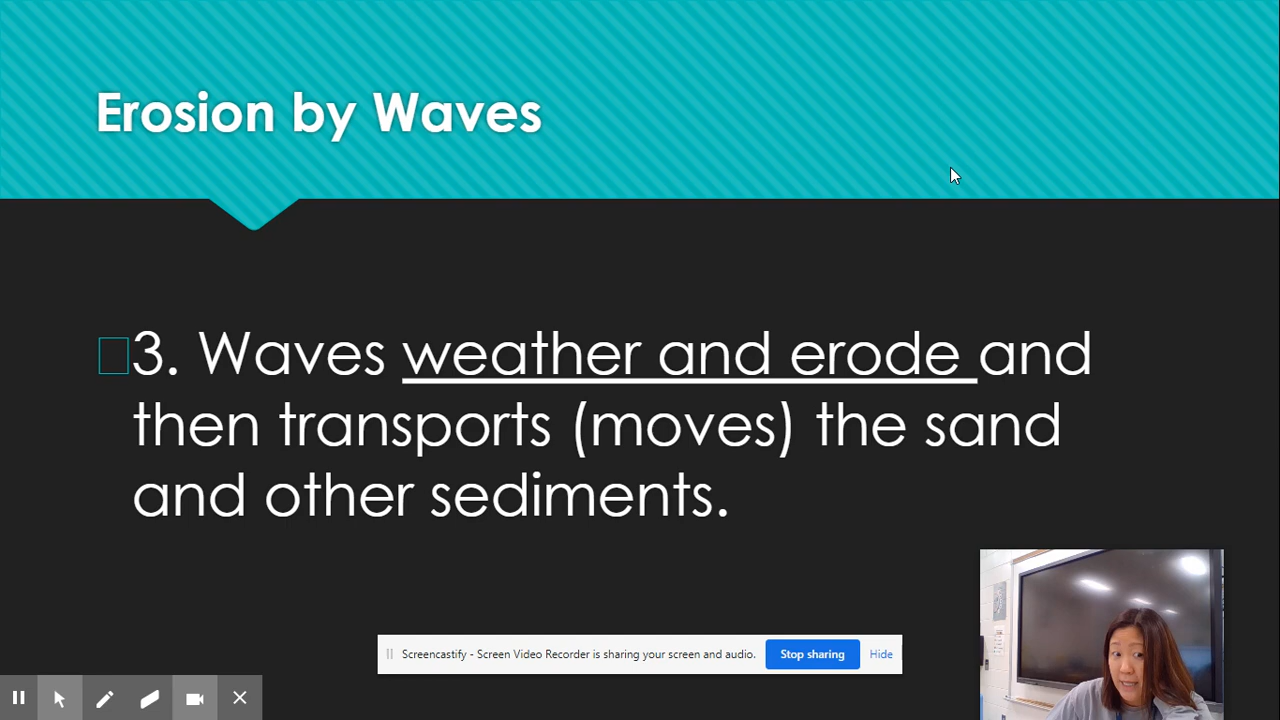 Erosion by Waves
3. Waves weather and erode and
then transports (moves) the sand
and other sediments.
Screencastify - Screen Video Recorder is sharing your screen and audio. Stop sharing Hide